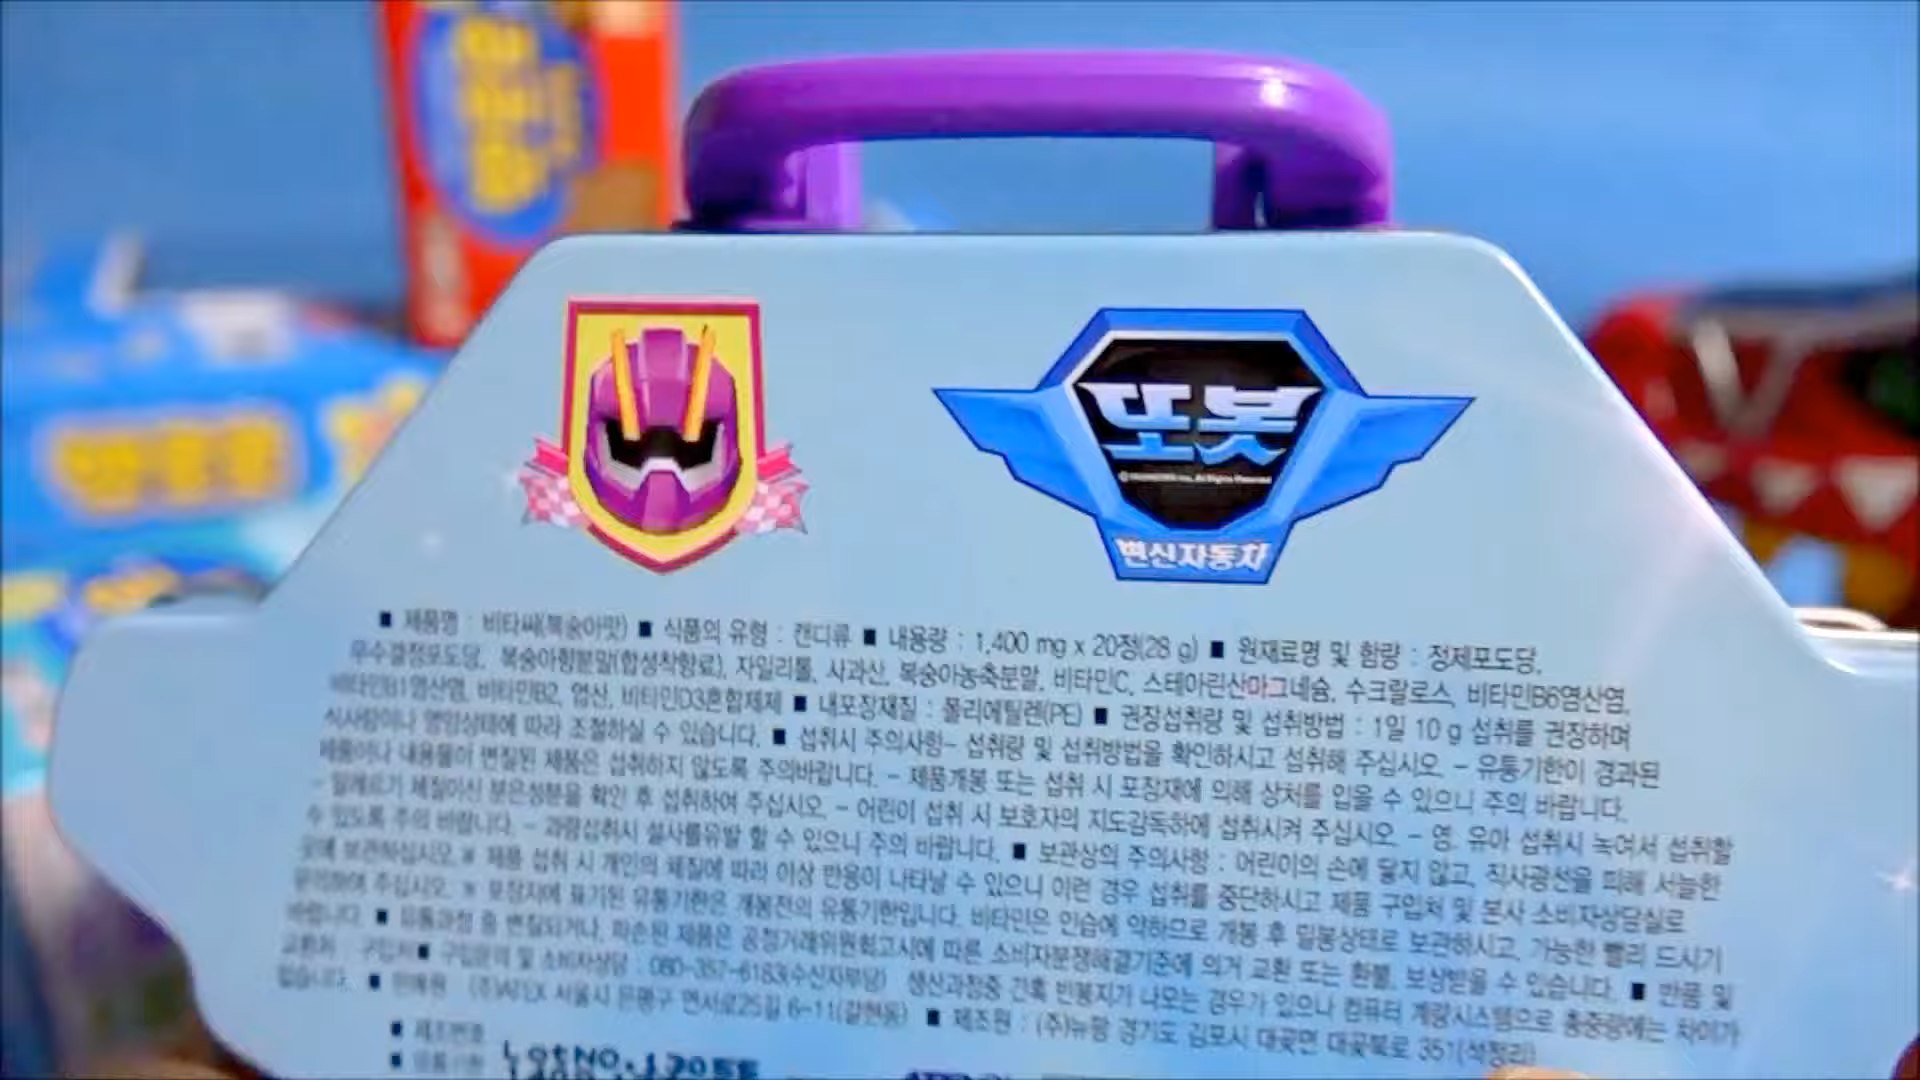 또봇
변신자동차
■ 제품명 : 비타씨(복숭아맛) ■ 식품의 유형 : 캔디류 ■ 내용량 : 1,400 mg x 20정(28 g) ■ 원재료명 및 함량 : 정제포도당,
무수결정포도당, 복숭아향분말(합성착향료), 자일리톨, 사과산, 복숭아농축분말, 비타민C, 스테아린산마그네슘, 수크랄로스, 비타민B6염산염,
비타민B1염산염, 비타민B2, 엽산, 비타민D3혼합제제 ■ 내포장재질 : 폴리에틸렌(PE) ■ 권장섭취량 및 섭취방법 : 1일 10 g 섭취를 권장하며
식사량이나 영양상태에 따라 조절하실 수 있습니다. ■ 섭취시 주의사항- 섭취량 및 섭취방법을 확인하시고 섭취해 주십시오. - 유통기한이 경과된
제품이나 내용물이 변질된 제품은 섭취하지 않도록 주의바랍니다. - 제품개봉 또는 섭취 시 포장재에 의해 상처를 입을 수 있으니 주의 바랍니다.
- 알레르기 체질이신 분은성분을 확인 후 섭취하여 주십시오. - 어린이 섭취 시 보호자의 지도감독하에 섭취시켜 주십시오. - 영. 유아 섭취시 녹여서 섭취할
수 있도록 주의 바랍니다. - 과량섭취시 설사를유발 할 수 있으니 주의 바랍니다. ■ 보관상의 주의사항 : 어린이의 손에 닿지 않고, 직사광선을 피해 서늘한
곳에 보관하십시오.※ 제품 섭취 시 개인의 체질에 따라 이상 반응이 나타날 수 있으니 이런 경우 섭취를 중단하시고 제품 구입처 및 본사 소비자상담실로
문의하여 주십시오. ※ 포장지에 표기된 유통기한은 개봉전의 유통기한입니다. 비타민은 인습에 약하므로 개봉 후 밀봉상태로 보관하시고, 가능한 빨리 드시기
바랍니다. ■ 유통과정 중 변질되거나, 파손된 제품은 공정거래위원회고시에 따른 소비자분쟁해결기준에 의거 교환 또는 환불, 보상받을 수 있습니다. ■ 반품 및
교환처 : 구입처■ 구입문의 및 소비자상담 : 080-357-6183(수신자부담) 생산과정중 간혹 빈봉지가 나오는 경우가 있으나 컴퓨터 계량시스템으로 총중량에는 차이가
없습니다. ■ 판매원 서울시 은평구 연서로25길 6-11(갈현동) ■ 제조원 : (주)뉴팜 경기도 김포시 대곶면 대곶북로 351(석정리)
■ 제조번호
■ 유통기한